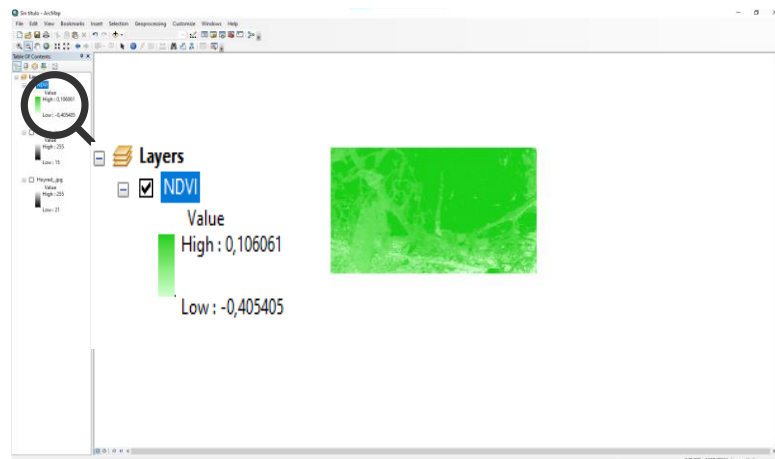 Sin título - ArcMap
File Edit View Bookmarks Insert Selection Geoprocessing Customize Windows Help
Table Of Contents
Layers
NDVI
Value
High : 0,106061
Low : -0,405405
Value
High : 255
Low : 15
Value
High : 255
Low : 21
Layers
NDVI
Value
High : 0,106061
Low : -0,405405